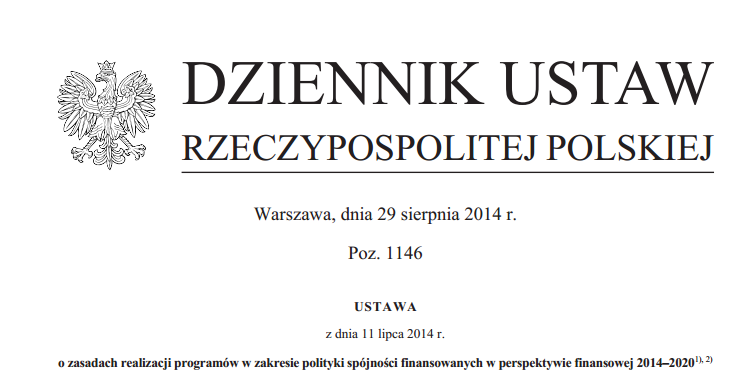 DZIENNIK USTAW
RZECZYPOSPOLITEJ POLSKIEJ
Warszawa, dnia 29 sierpnia 2014 r.
Poz. 1146
USTAWA
z dnia 11 lipca 2014 r.
o zasadach realizacji programów w zakresie polityki spójności finansowanych w perspektywie finansowej 2014–2020¹⁾, ²⁾